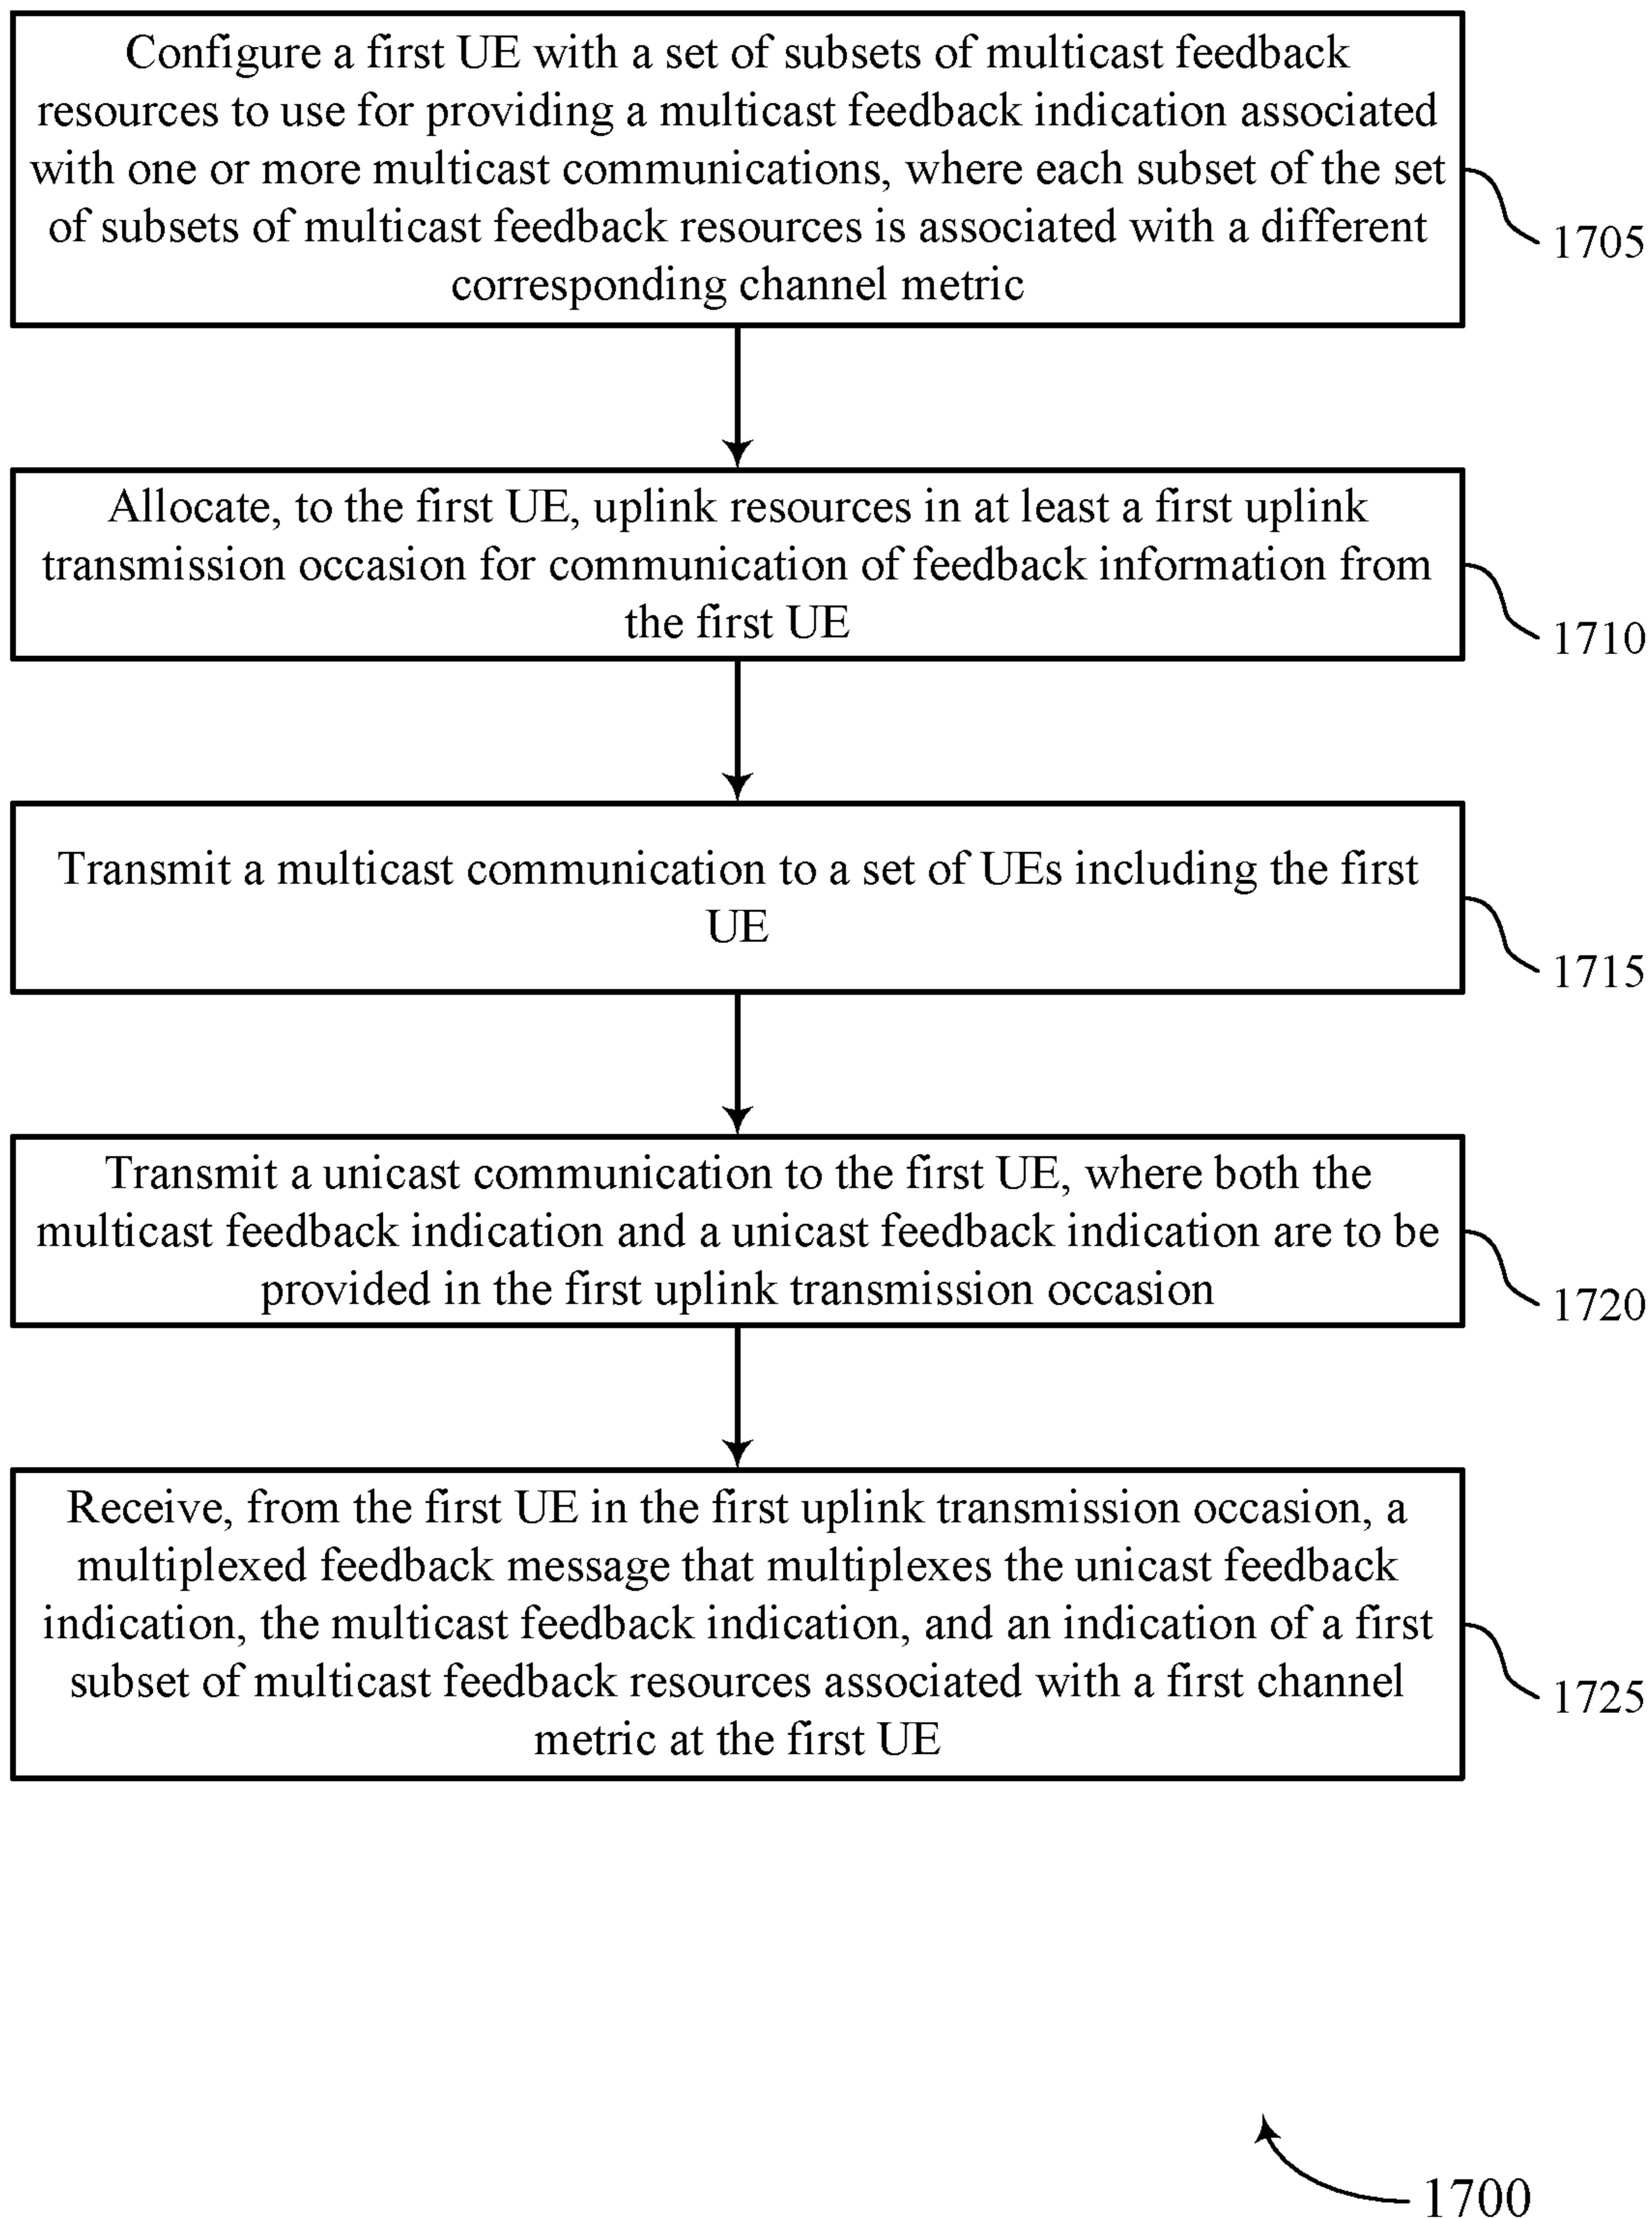 Configure a first UE with a set of subsets of multicast feedback
resources to use for providing a multicast feedback indication associated
with one or more multicast communications, where each subset of the set
of subsets of multicast feedback resources is associated with a different
corresponding channel metric
1705
Allocate, to the first UE, uplink resources in at least a first uplink
transmission occasion for communication of feedback information from
the first UE
1710
Transmit a multicast communication to a set of UEs including the first
UE
1715
Transmit a unicast communication to the first UE, where both the
multicast feedback indication and a unicast feedback indication are to be
provided in the first uplink transmission occasion
1720
Receive, from the first UE in the first uplink transmission occasion, a
multiplexed feedback message that multiplexes the unicast feedback
indication, the multicast feedback indication, and an indication of a first
subset of multicast feedback resources associated with a first channel
metric at the first UE
1725
1700